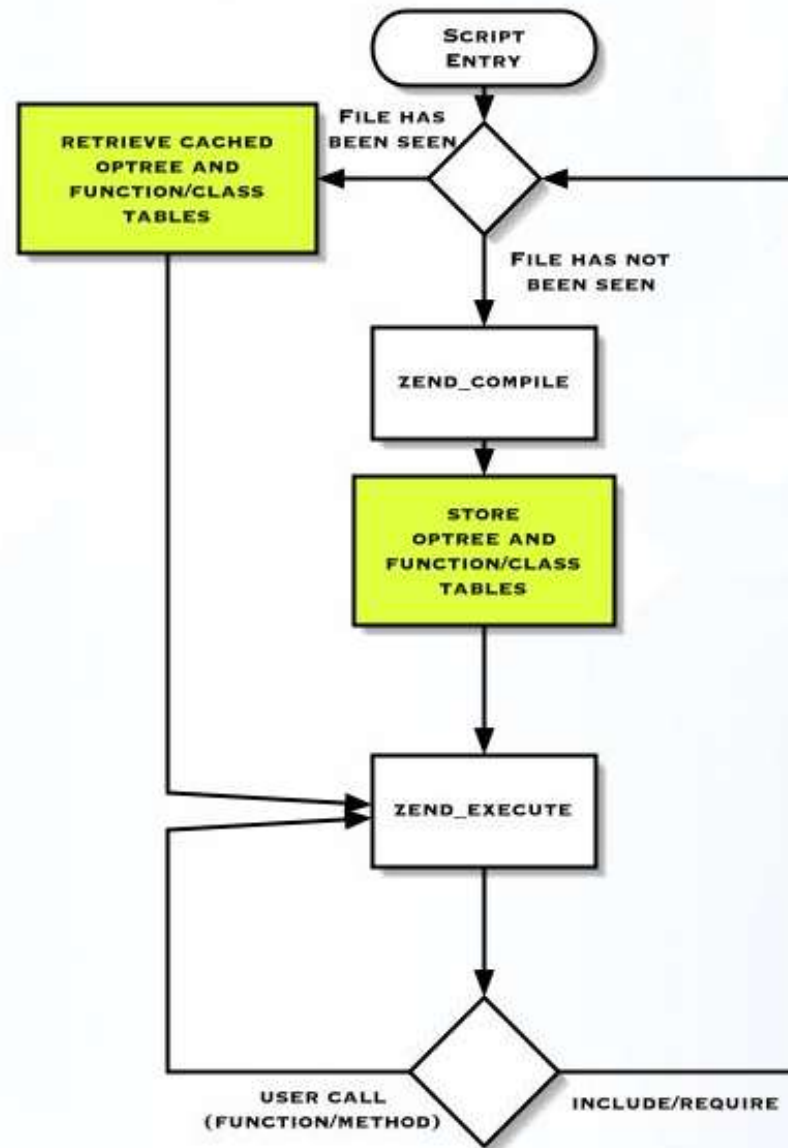 SCRIPT
ENTRY
FILE HAS
BEEN SEEN
RETRIEVE CACHED
OPTREE AND
FUNCTION/CLASS
TABLES
FILE HAS NOT
BEEN SEEN
ZEND_COMPILE
STORE
OPTREE AND
FUNCTION/CLASS
TABLES
ZEND_EXECUTE
USER CALL
(FUNCTION/METHOD)
INCLUDE/REQUIRE